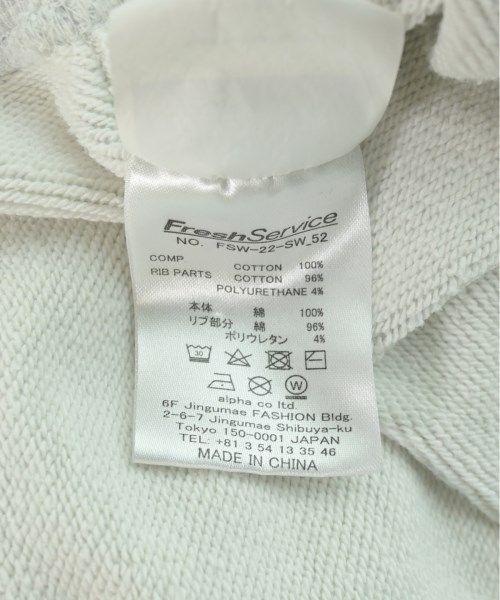 FreshService
NO. FSW-22-SW_52
COMP COTTON 100%
RIB PARTS COTTON 96%
POLYURETHANE 4%
本体 綿 100%
リブ部分 綿 96%
ポリウレタン 4%
30
W
alpha co ltd.
6F Jingumae FASHION Bldg.
2-6-7 Jingumae Shibuya-ku
Tokyo 150-0001 JAPAN
TEL: +81 3 54 13 35 46
MADE IN CHINA